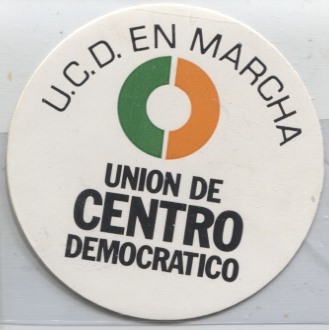 U.C.D. EN MARCHA
UNION DE
CENTRO
DEMOCRATICO